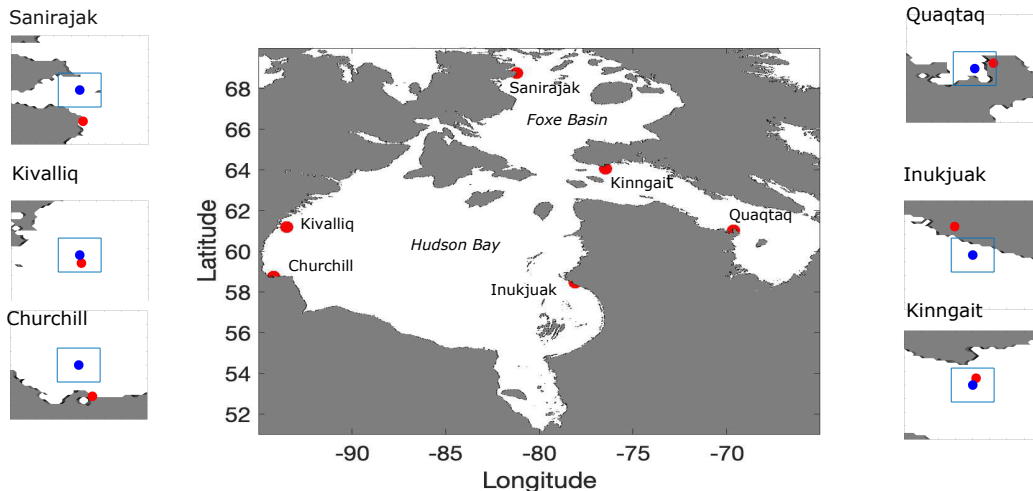 Sanirajak
Kivalliq
Churchill
68
66
64
62
60
58
56
54
52
Latitude
Sanirajak
Foxe Basin
Kinngait
Quaqtaq
Kivalliq
Hudson Bay
Churchill
Inukjuak
-90
-85
-80
-75
-70
Longitude
Quaqtaq
Inukjuak
Kinngait